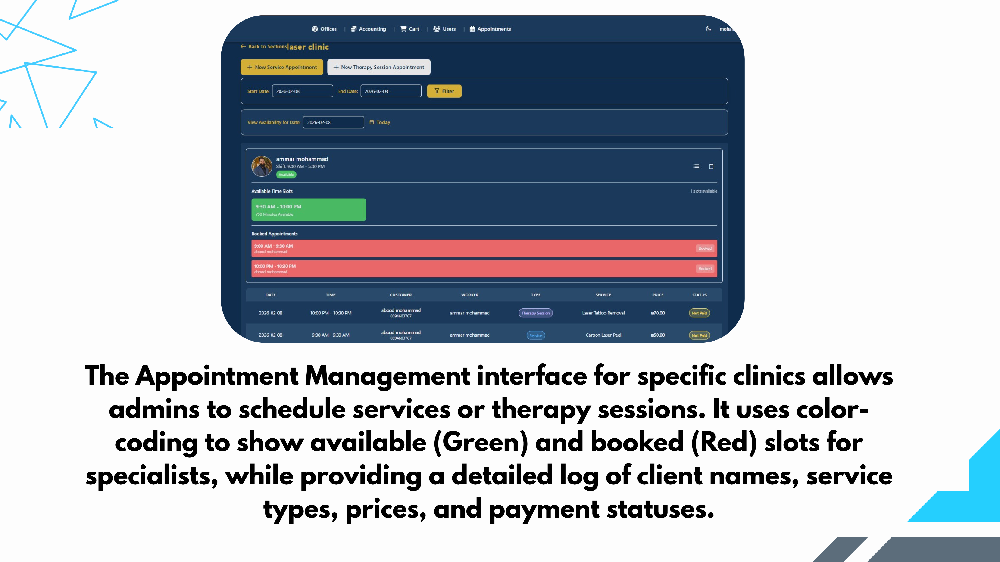 Offices | Accounting | Cart | Users | Appointments
Back to Sections laser clinic
+ New Service Appointment + New Therapy Session Appointment
Start Date: 2026-02-08 End Date: 2026-02-08 Filter
View Availability for Date: 2026-02-08 Today
ammar mohammad
Shift: 9:00 AM - 5:00 PM
Available
Available Time Slots 1 slots available
9:30 AM - 10:00 PM
750 Minutes Available
Booked Appointments
9:00 AM - 9:30 AM
abood mohammad
Booked
10:00 PM - 10:30 PM
abood mohammad
Booked
DATE TIME CUSTOMER WORKER TYPE SERVICE PRICE STATUS
2026-02-08 10:00 PM - 10:30 PM abood mohammad ammar mohammad Therapy Session Laser Tattoo Removal ₪70.00 Not Paid
0594603767
2026-02-08 9:00 AM - 9:30 AM abood mohammad ammar mohammad Service Carbon Laser Peel ₪50.00 Not Paid
0594603767
The Appointment Management interface for specific clinics allows
admins to schedule services or therapy sessions. It uses color-
coding to show available (Green) and booked (Red) slots for
specialists, while providing a detailed log of client names, service
types, prices, and payment statuses.